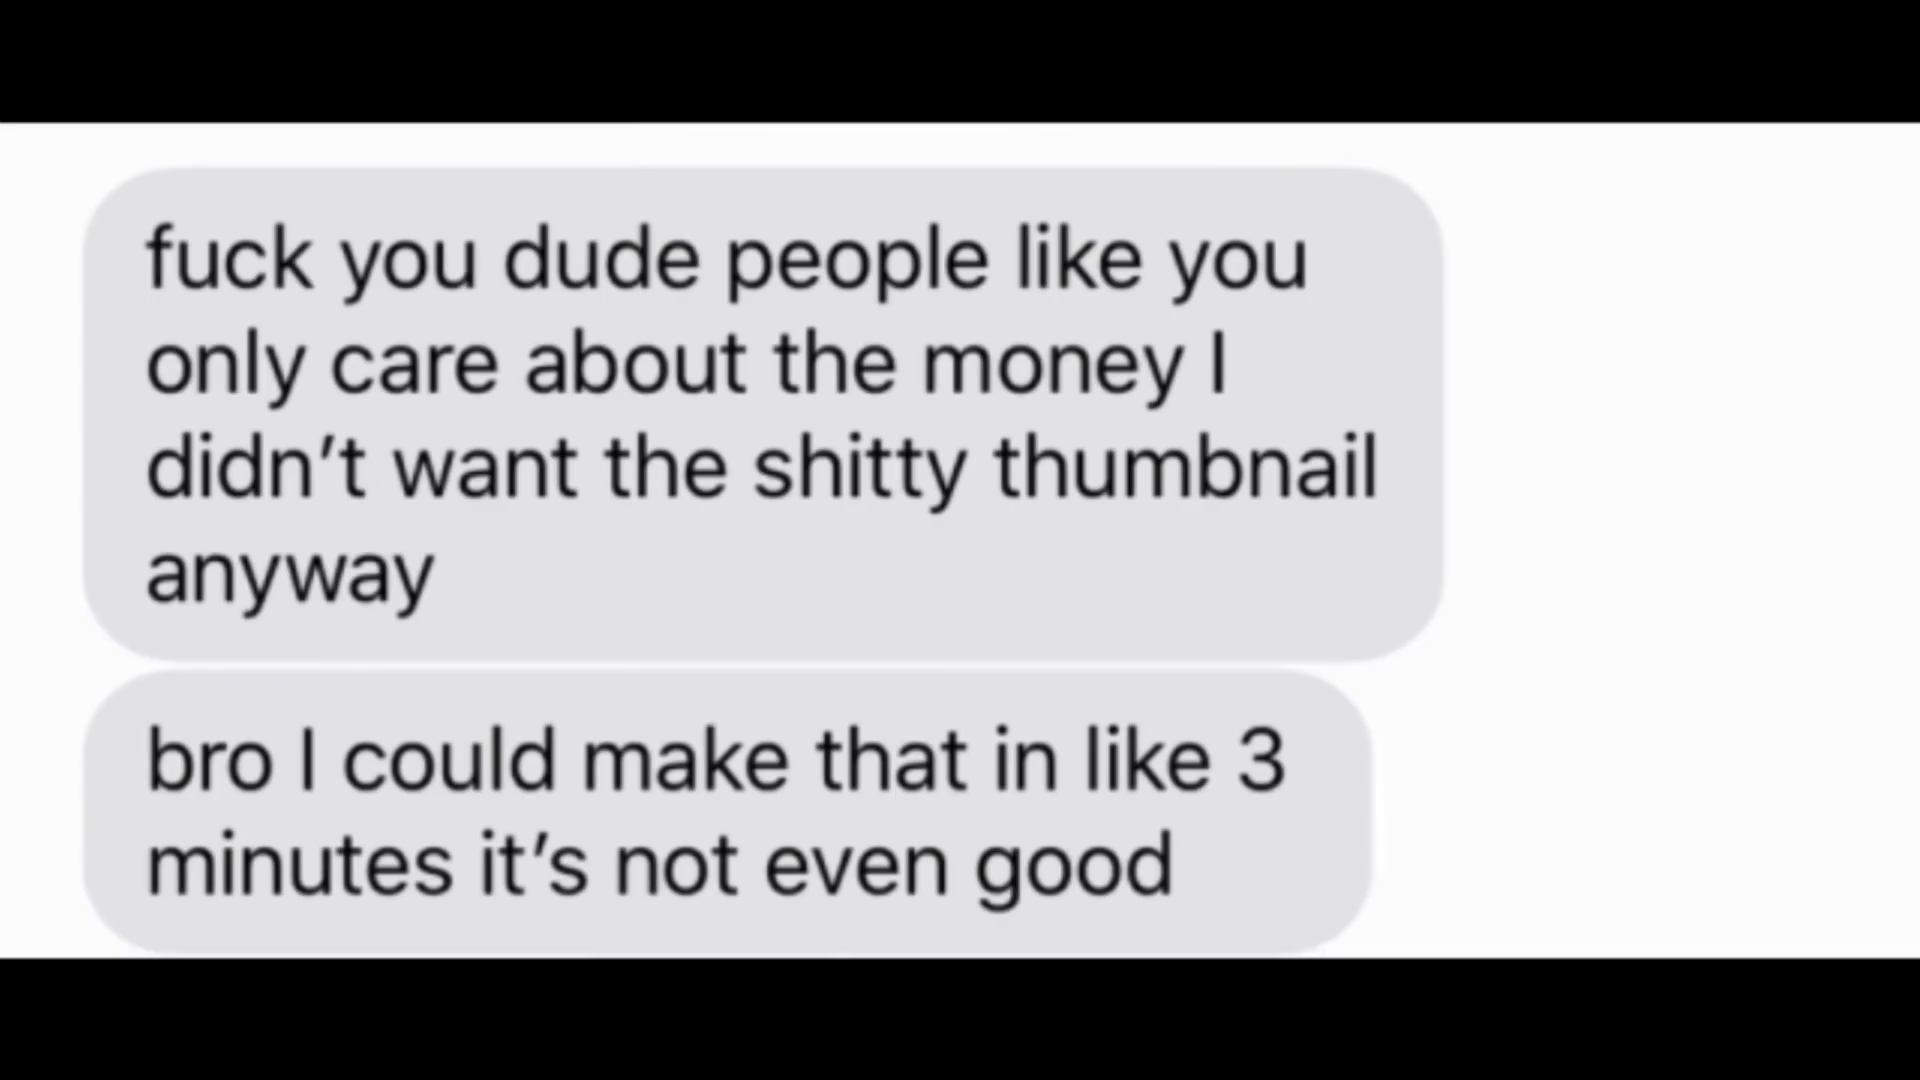 fuck you dude people like you
only care about the money I
didn’t want the shitty thumbnail
anyway
bro I could make that in like 3
minutes it’s not even good